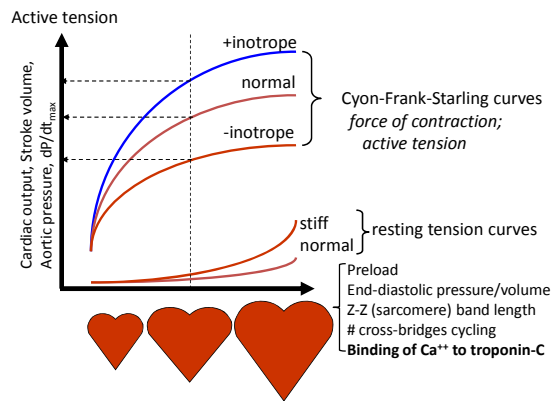 Active tension
Cardiac output, Stroke volume,
Aortic pressure, dP/dtmax
+inotrope
normal
-inotrope
Cyon-Frank-Starling curves
force of contraction;
active tension
stiff
normal
resting tension curves
Preload
End-diastolic pressure/volume
Z-Z (sarcomere) band length
# cross-bridges cycling
Binding of Ca⁺⁺ to troponin-C